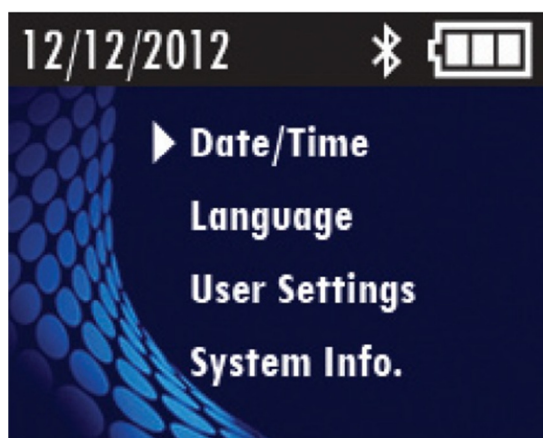 12/12/2012
Date/Time
Language
User Settings
System Info.